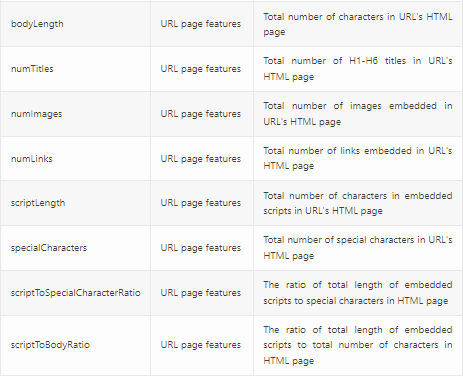 bodyLength URL page features Total number of characters in URL's HTML
page
numTitles URL page features Total number of H1-H6 titles in URL's
HTML page
numImages URL page features Total number of images embedded in
URL's HTML page
numLinks URL page features Total number of links embedded in URL's
HTML page
scriptLength URL page features Total number of characters in embedded
scripts in URL's HTML page
specialCharacters URL page features Total number of special characters in URL's
HTML page
scriptToSpecialCharacterRatio URL page features The ratio of total length of embedded
scripts to special characters in HTML page
scriptToBodyRatio URL page features The ratio of total length of embedded
scripts to total number of characters in
HTML page